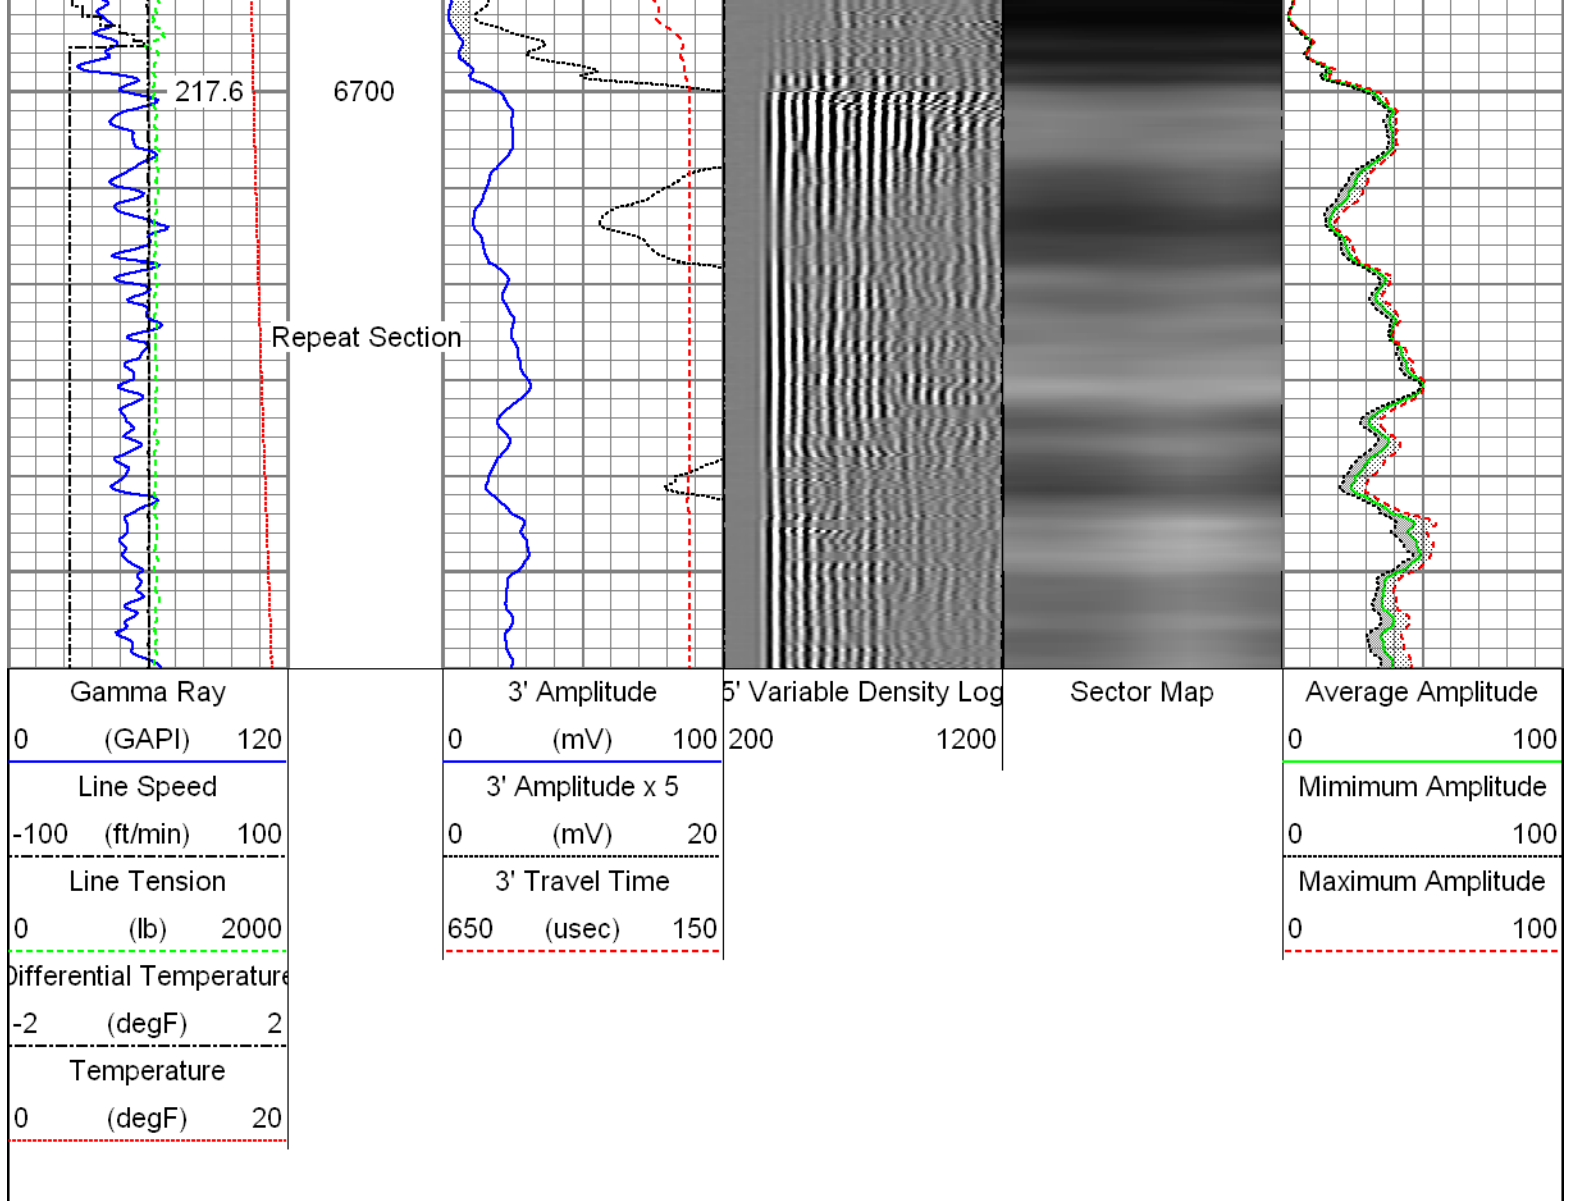 217.6 6700
Repeat Section
Gamma Ray 3' Amplitude 5' Variable Density Log Sector Map Average Amplitude
0 (GAPI) 120 0 (mV) 100 200 1200 0 100
Line Speed 3' Amplitude x 5 Mimimum Amplitude
-100 (ft/min) 100 0 (mV) 20 0 100
Line Tension 3' Travel Time Maximum Amplitude
0 (lb) 2000 650 (usec) 150 0 100
Differential Temperature
-2 (degF) 2
Temperature
0 (degF) 20